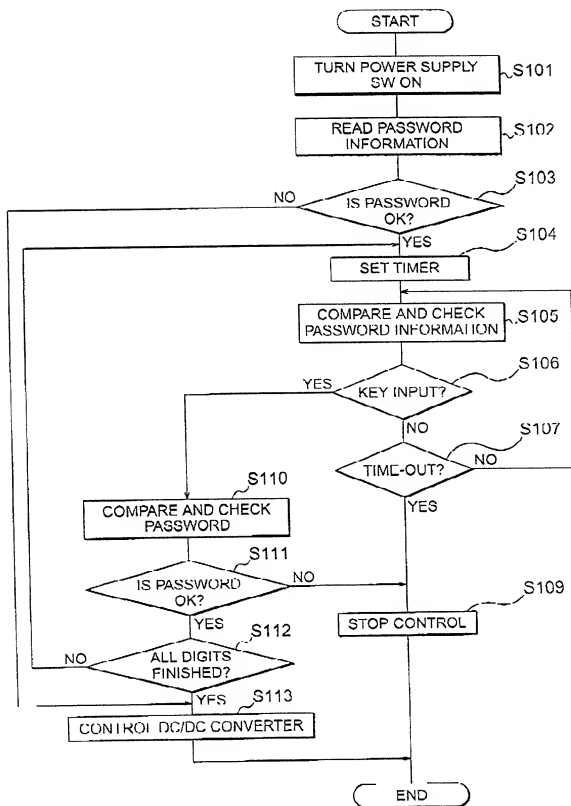 START
TURN POWER SUPPLY
SW ON
S101
READ PASSWORD
INFORMATION
S102
S103
NO
IS PASSWORD
OK?
YES
S104
SET TIMER
COMPARE AND CHECK
PASSWORD INFORMATION
S105
S106
YES
KEY INPUT?
NO
S107
TIME-OUT?
NO
YES
S110
COMPARE AND CHECK
PASSWORD
S111
IS PASSWORD
OK?
NO
YES
S109
STOP CONTROL
S112
NO
ALL DIGITS
FINISHED?
YES
S113
CONTROL DC/DC CONVERTER
END